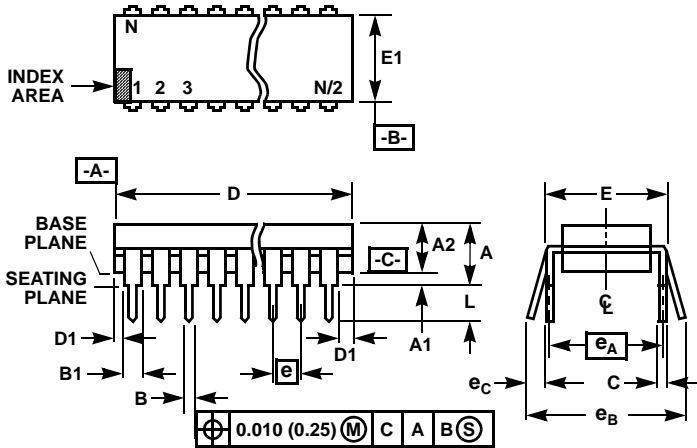 N
E1
INDEX
AREA
1 2 3 N/2
-B-
-A-
D
E
BASE
PLANE
A2
A
-C-
SEATING
PLANE
L
C
L
D1
A1
D1
eA
B1
e
eC
C
B
eB
0.010 (0.25) M C A B S